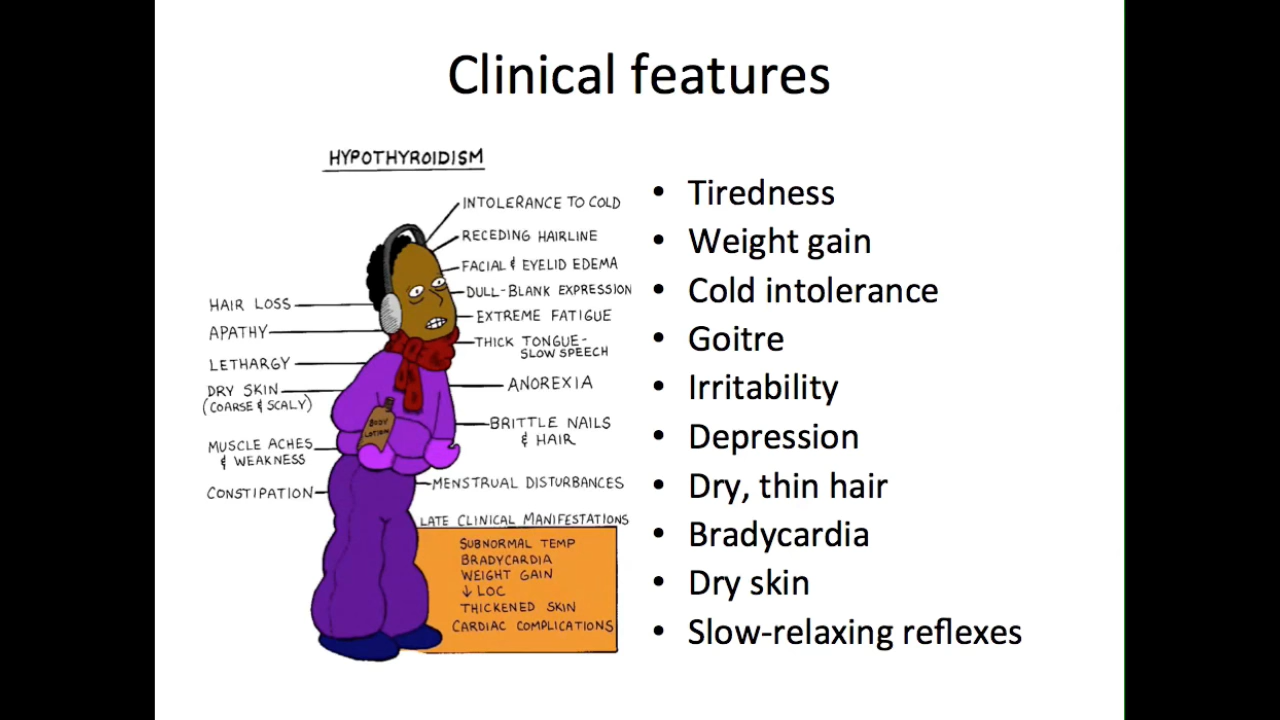 Clinical features
HYPOTHYROIDISM
INTOLERANCE TO COLD
RECEDING HAIRLINE
FACIAL & EYELID EDEMA
DULL-BLANK EXPRESSION
EXTREME FATIGUE
THICK TONGUE-
SLOW SPEECH
ANOREXIA
BRITTLE NAILS
& HAIR
MENSTRUAL DISTURBANCES
HAIR LOSS
APATHY
LETHARGY
DRY SKIN
(COARSE & SCALY)
MUSCLE ACHES
& WEAKNESS
CONSTIPATION
BODY
LOTION
LATE CLINICAL MANIFESTATIONS
SUBNORMAL TEMP
BRADYCARDIA
WEIGHT GAIN
↓ LOC
THICKENED SKIN
CARDIAC COMPLICATIONS
• Tiredness
• Weight gain
• Cold intolerance
• Goitre
• Irritability
• Depression
• Dry, thin hair
• Bradycardia
• Dry skin
• Slow-relaxing reflexes